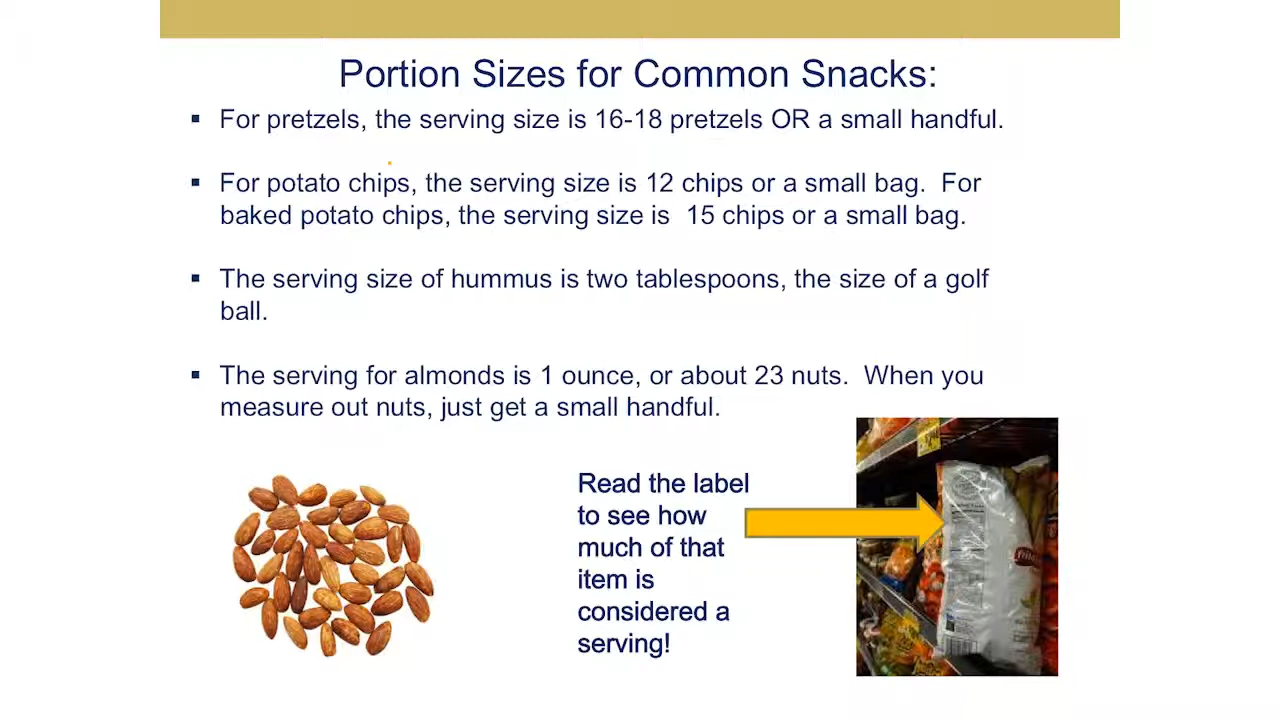 Portion Sizes for Common Snacks:
▪ For pretzels, the serving size is 16-18 pretzels OR a small handful.
▪ For potato chips, the serving size is 12 chips or a small bag.  For
baked potato chips, the serving size is  15 chips or a small bag.
▪ The serving size of hummus is two tablespoons, the size of a golf
ball.
▪ The serving for almonds is 1 ounce, or about 23 nuts.  When you
measure out nuts, just get a small handful.
Read the label
to see how
much of that
item is
considered a
serving!